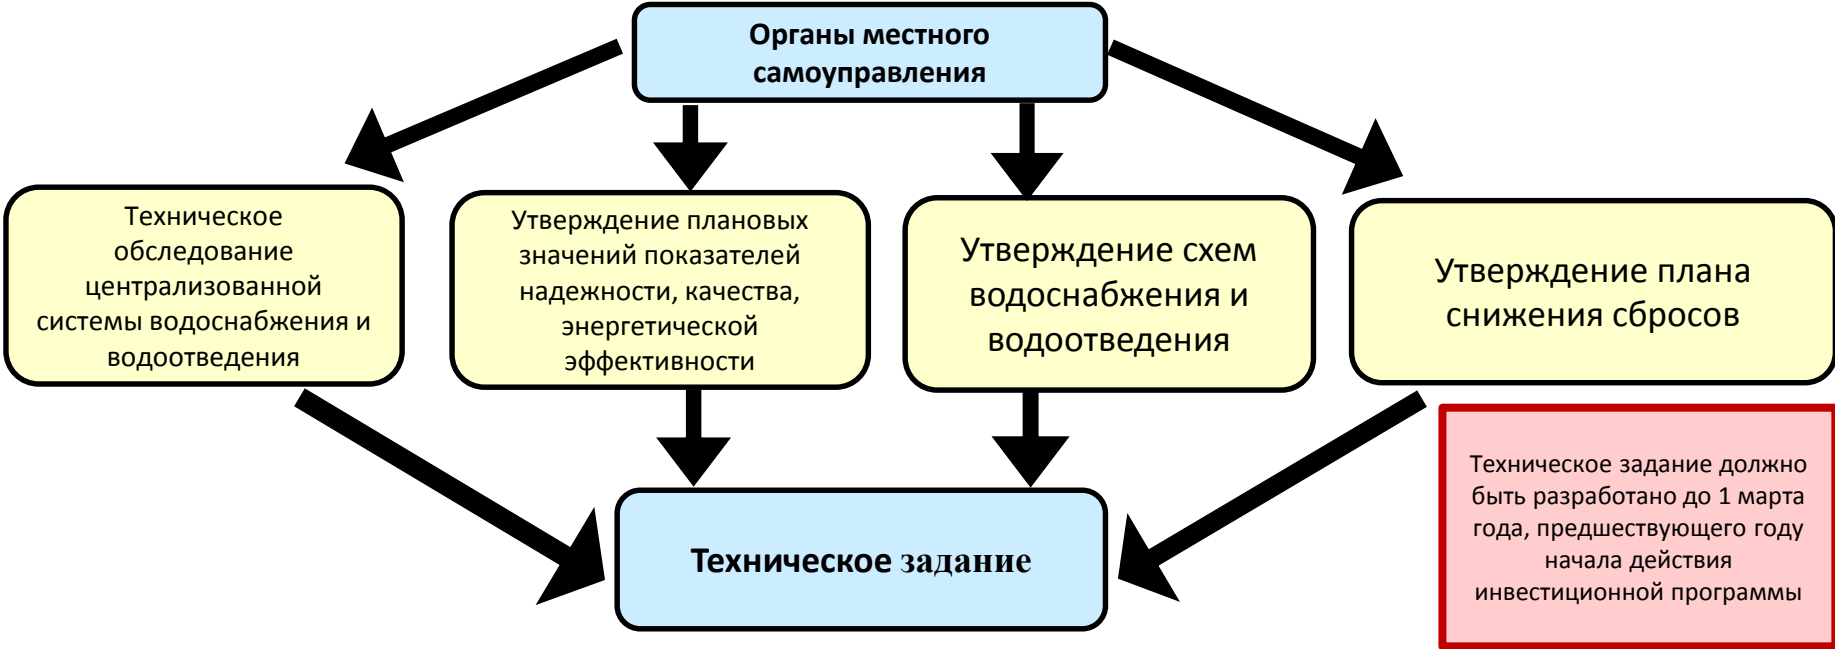 Органы местного
самоуправления
Техническое
обследование
централизованной
системы водоснабжения и
водоотведения
Утверждение плановых
значений показателей
надежности, качества,
энергетической
эффективности
Утверждение схем
водоснабжения и
водоотведения
Утверждение плана
снижения сбросов
Техническое задание
Техническое задание должно
быть разработано до 1 марта
года, предшествующего году
начала действия
инвестиционной программы